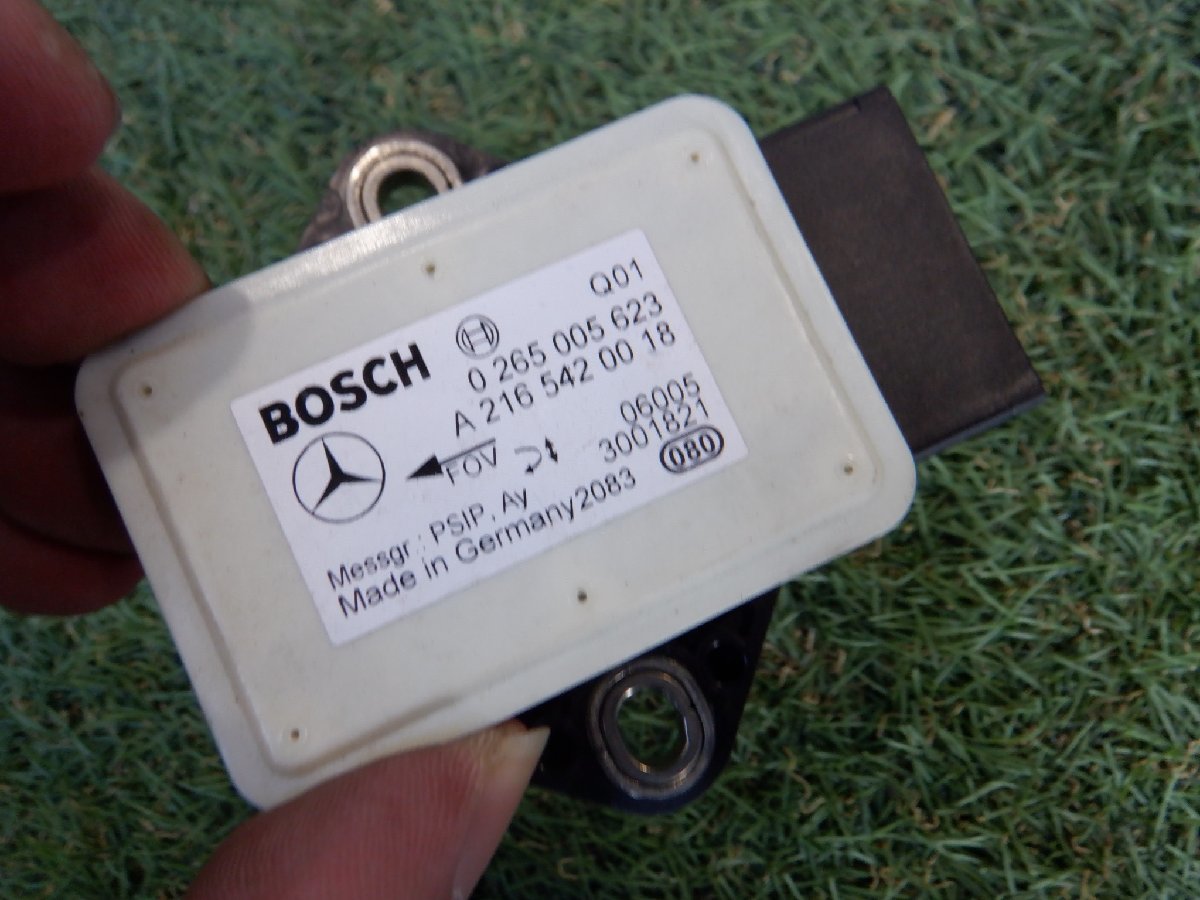 Q01
BOSCH
0 265 005 623
A 216 542 00 18
FOV
06005
3001821
Messgr : PSIP, Ay
080
Made in Germany2083